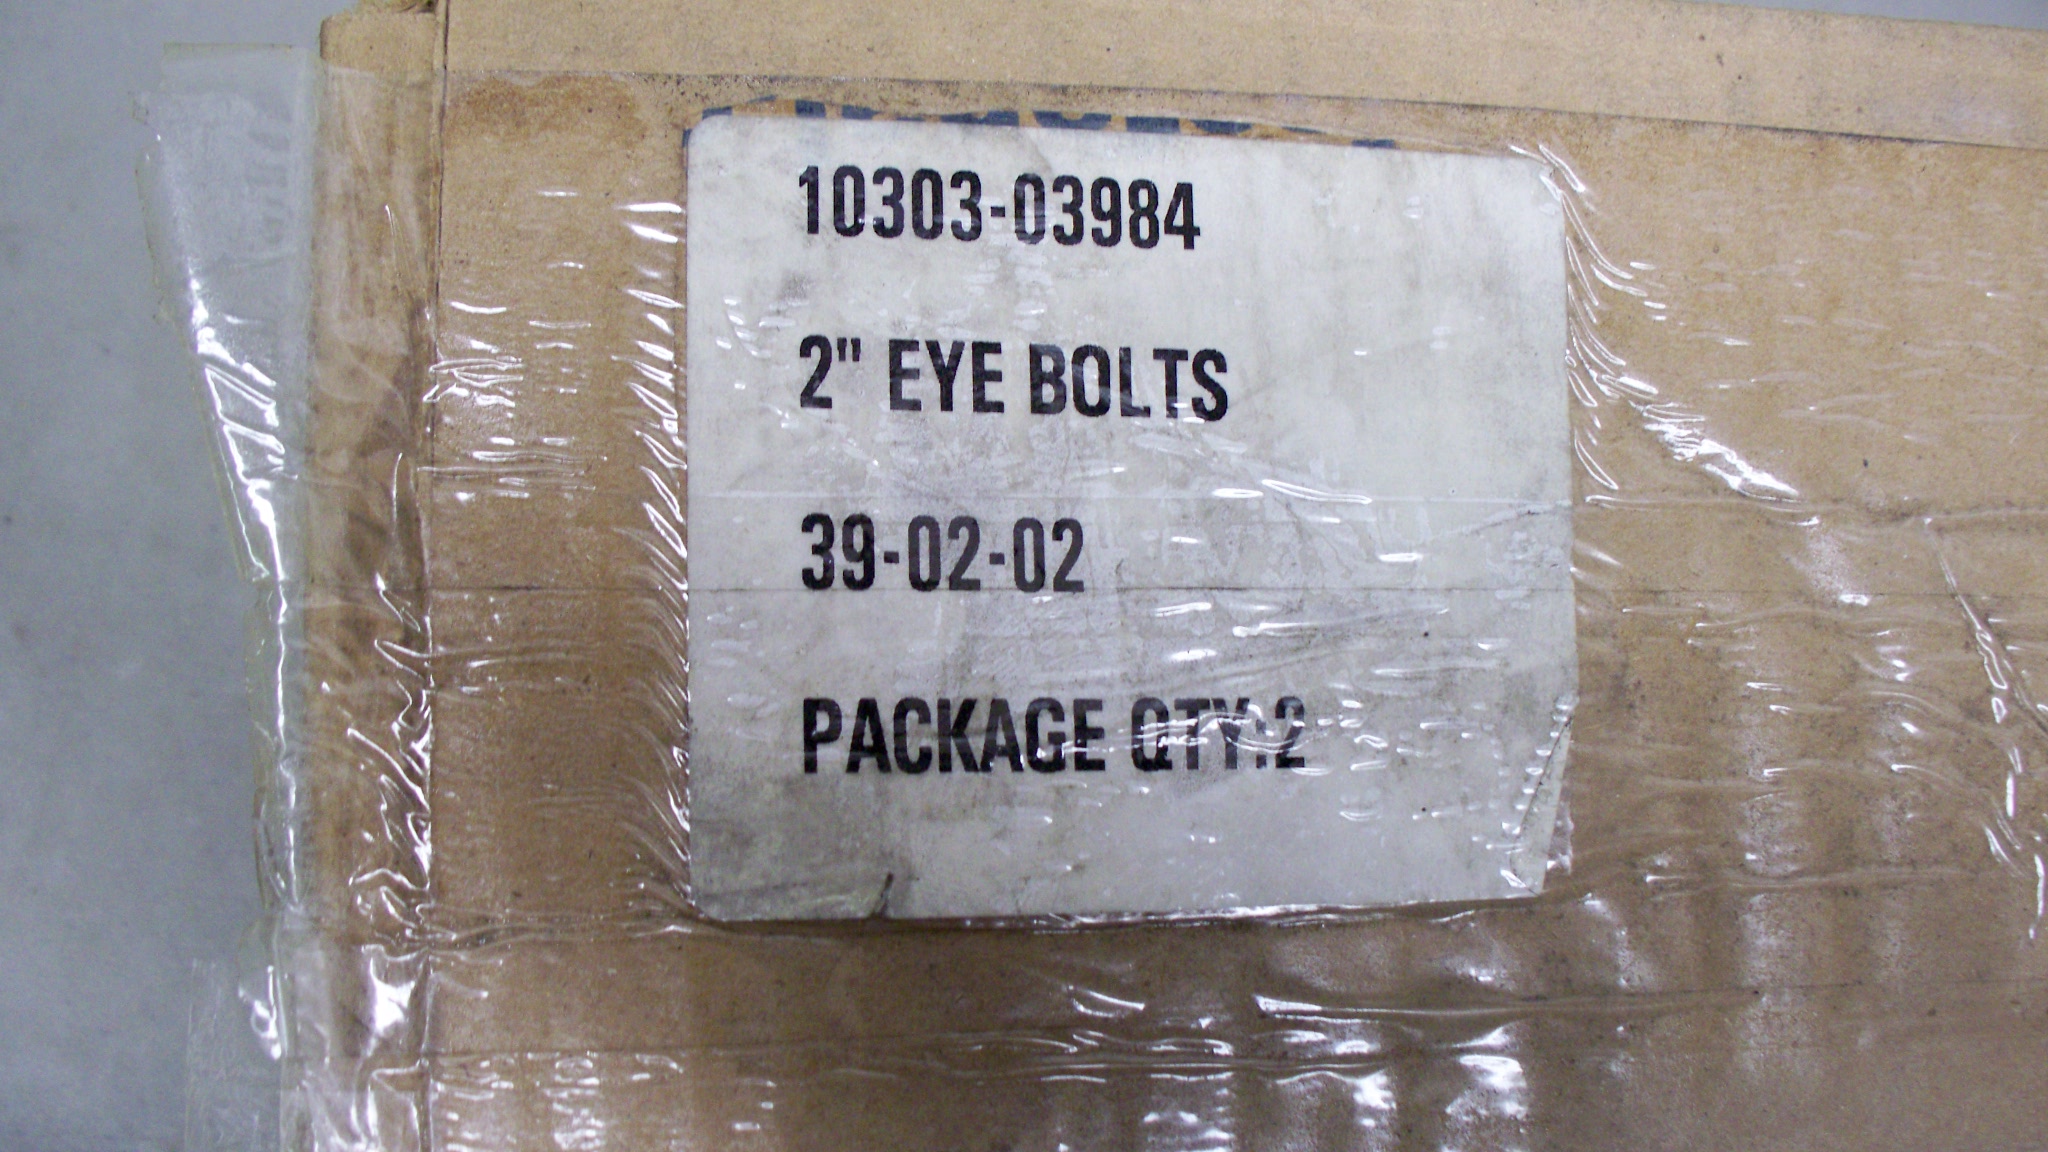 10303-03984
2" EYE BOLTS
39-02-02
PACKAGE QTY:2